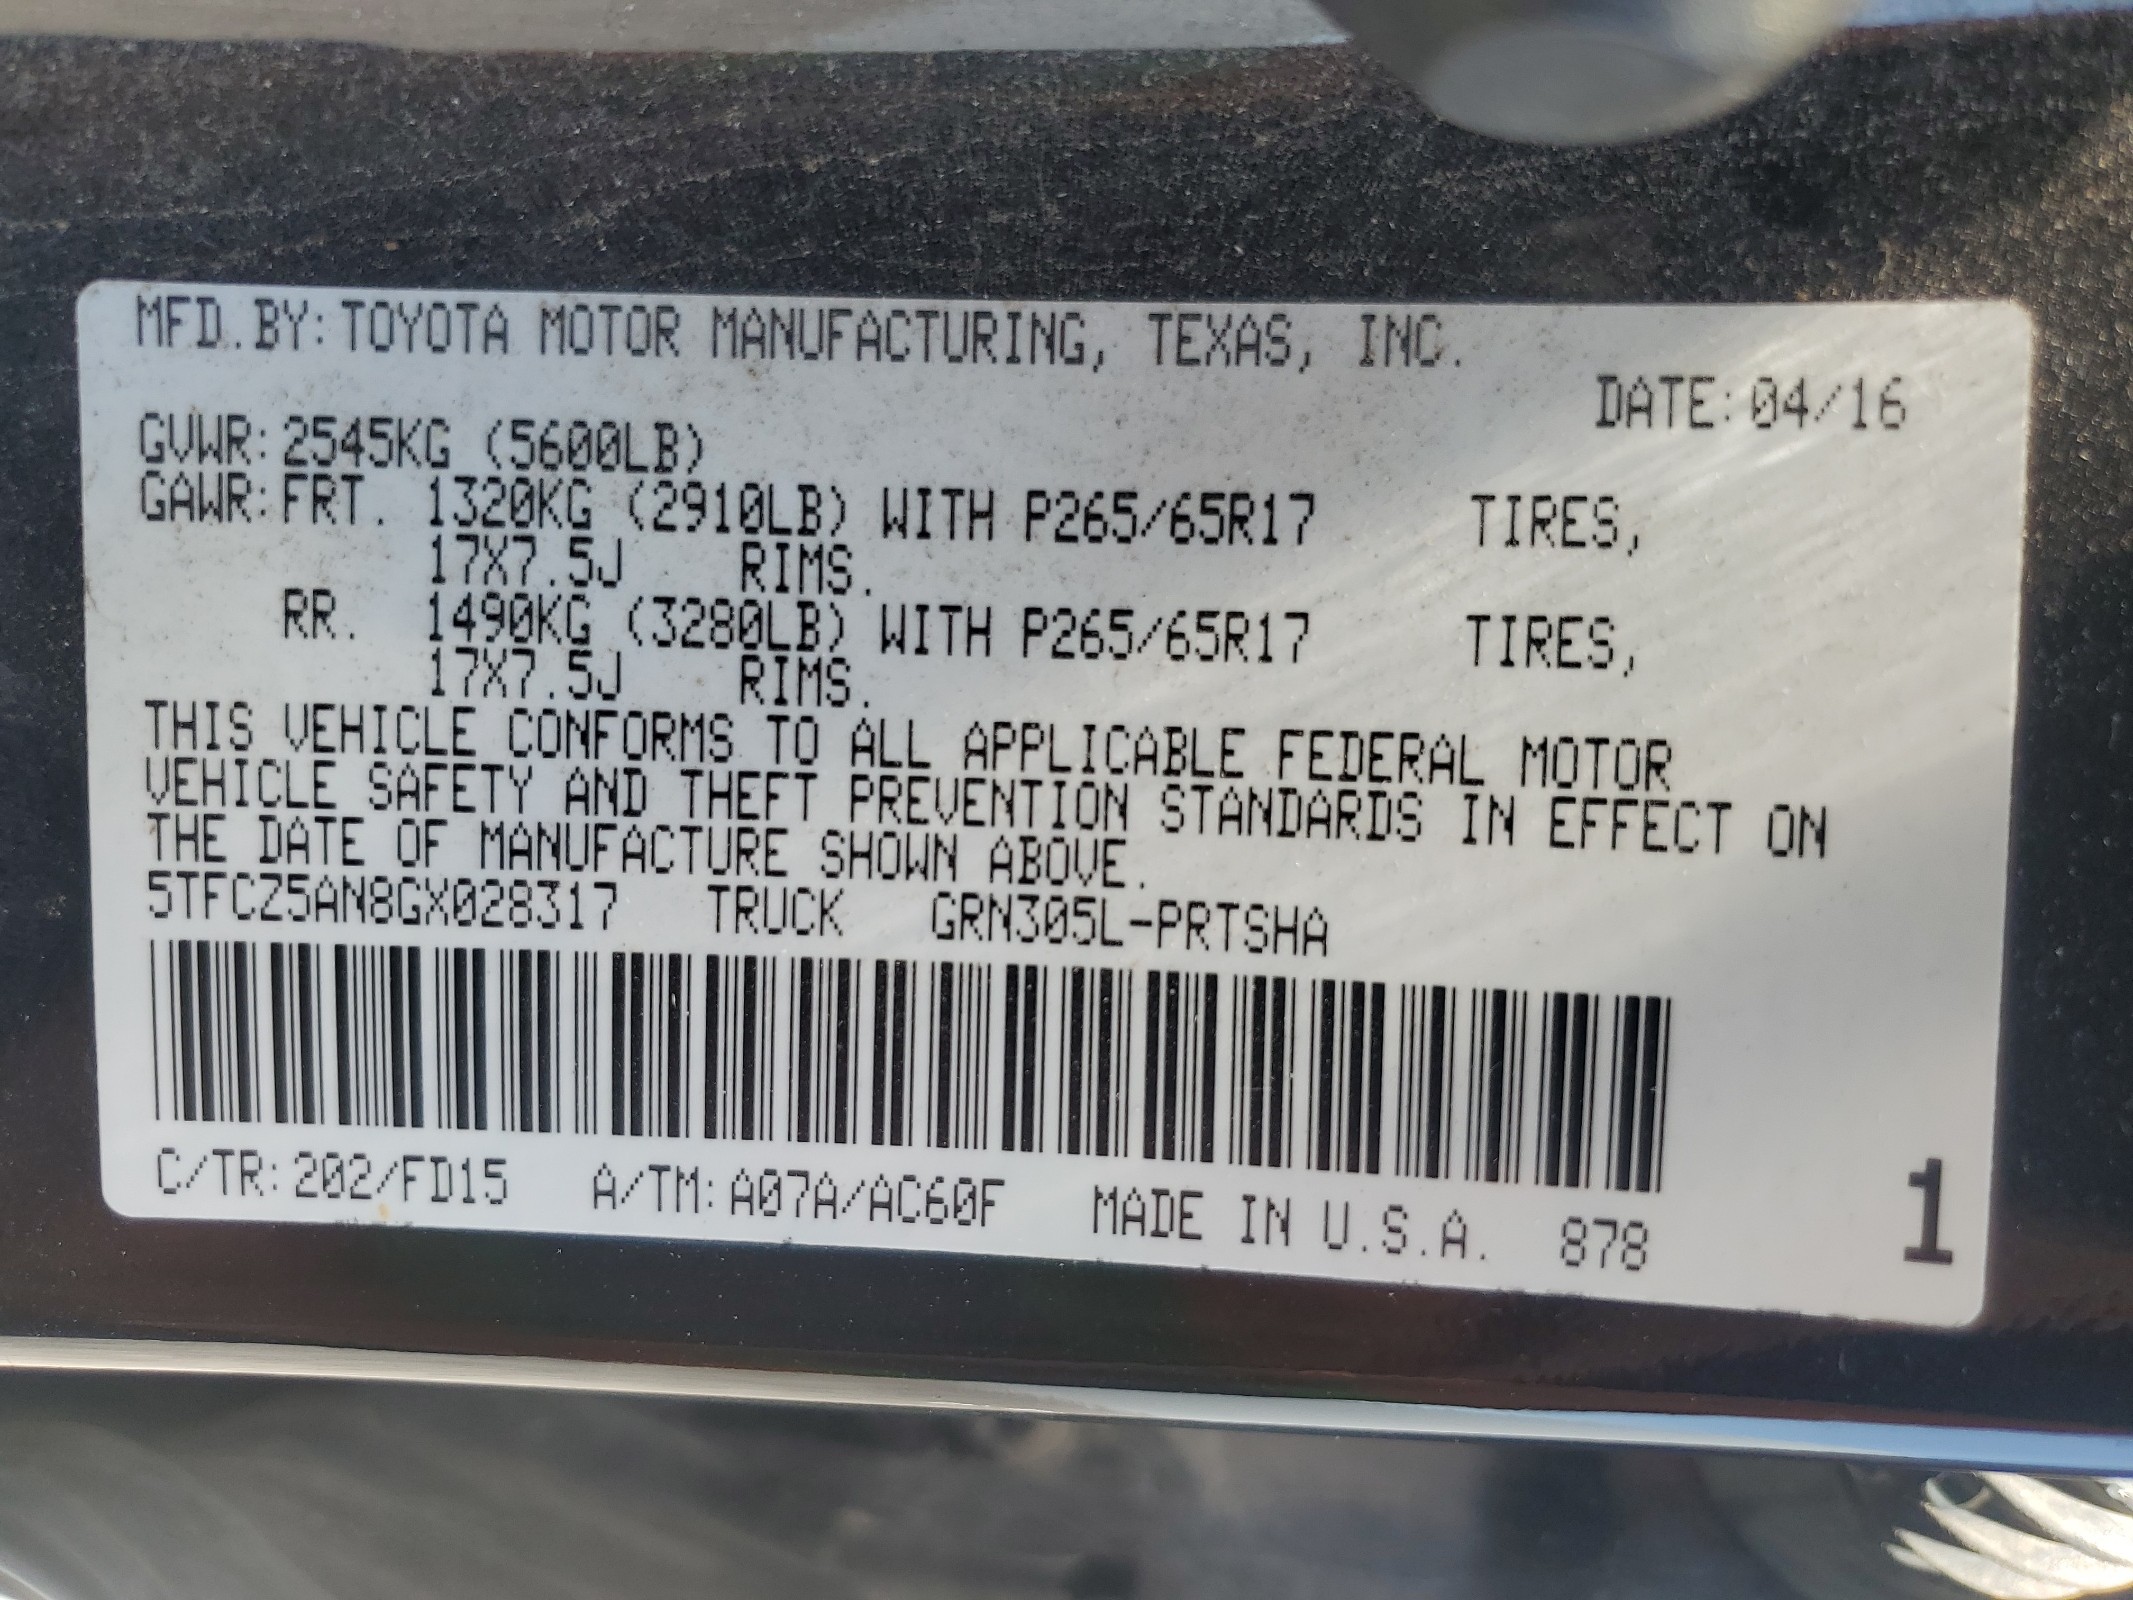 MFD.BY:TOYOTA MOTOR MANUFACTURING, TEXAS, INC.
DATE:04/16
GVWR:2545KG (5600LB)
GAWR:FRT. 1320KG (2910LB) WITH P265/65R17 TIRES,
17X7.5J RIMS.
RR. 1490KG (3280LB) WITH P265/65R17 TIRES,
17X7.5J RIMS.
THIS VEHICLE CONFORMS TO ALL APPLICABLE FEDERAL MOTOR
VEHICLE SAFETY AND THEFT PREVENTION STANDARDS IN EFFECT ON
THE DATE OF MANUFACTURE SHOWN ABOVE.
5TFCZ5AN8GX028317 TRUCK GRN305L-PRTSHA
C/TR:202/FD15 A/TM:A07A/AC60F MADE IN U.S.A. 878 1